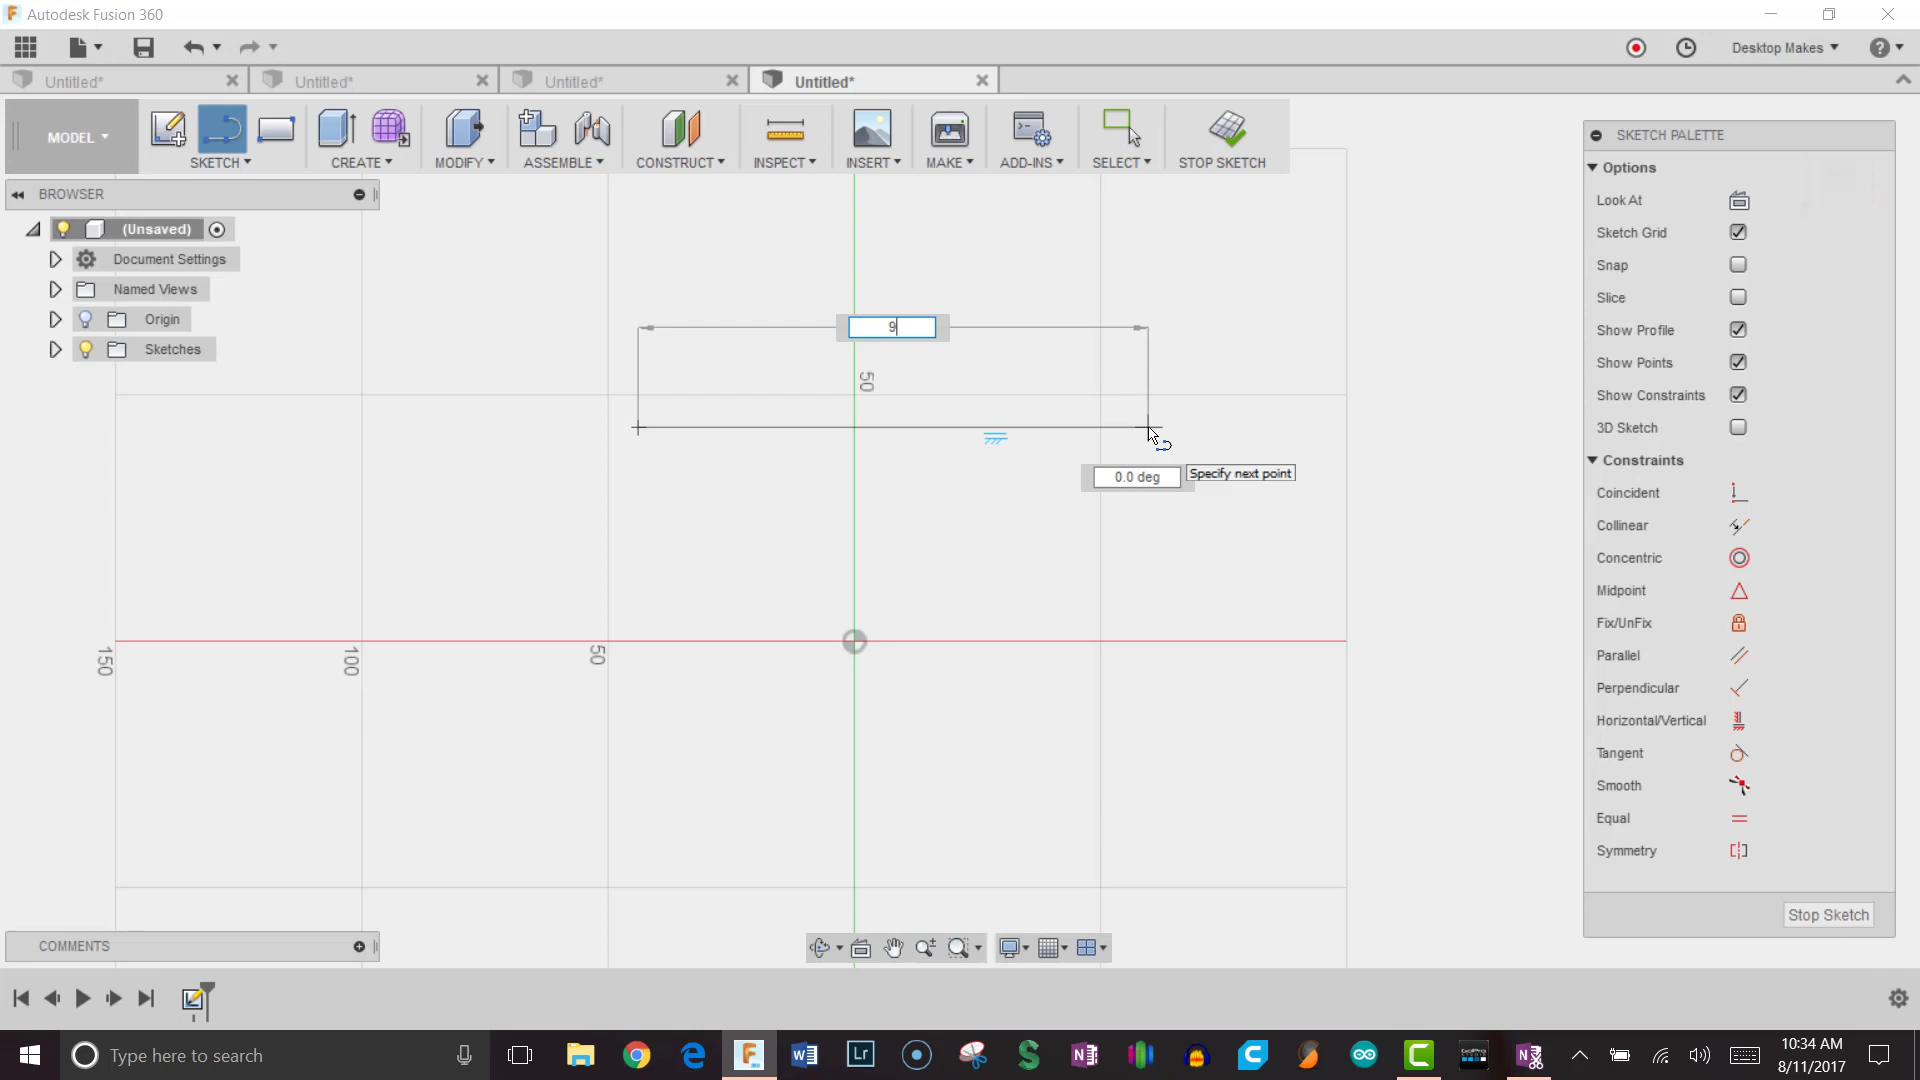 Autodesk Fusion 360
Desktop Makes
Untitled*
Untitled*
Untitled*
Untitled*
MODEL
SKETCH
CREATE
MODIFY
ASSEMBLE
CONSTRUCT
INSPECT
INSERT
MAKE
ADD-INS
SELECT
STOP SKETCH
BROWSER
(Unsaved)
Document Settings
Named Views
Origin
Sketches
9
50
0.0 deg
Specify next point
150
100
50
SKETCH PALETTE
Options
Look At
Sketch Grid
Snap
Slice
Show Profile
Show Points
Show Constraints
3D Sketch
Constraints
Coincident
Collinear
Concentric
Midpoint
Fix/UnFix
Parallel
Perpendicular
Horizontal/Vertical
Tangent
Smooth
Equal
Symmetry
Stop Sketch
COMMENTS
Type here to search
Lr
10:34 AM
8/11/2017